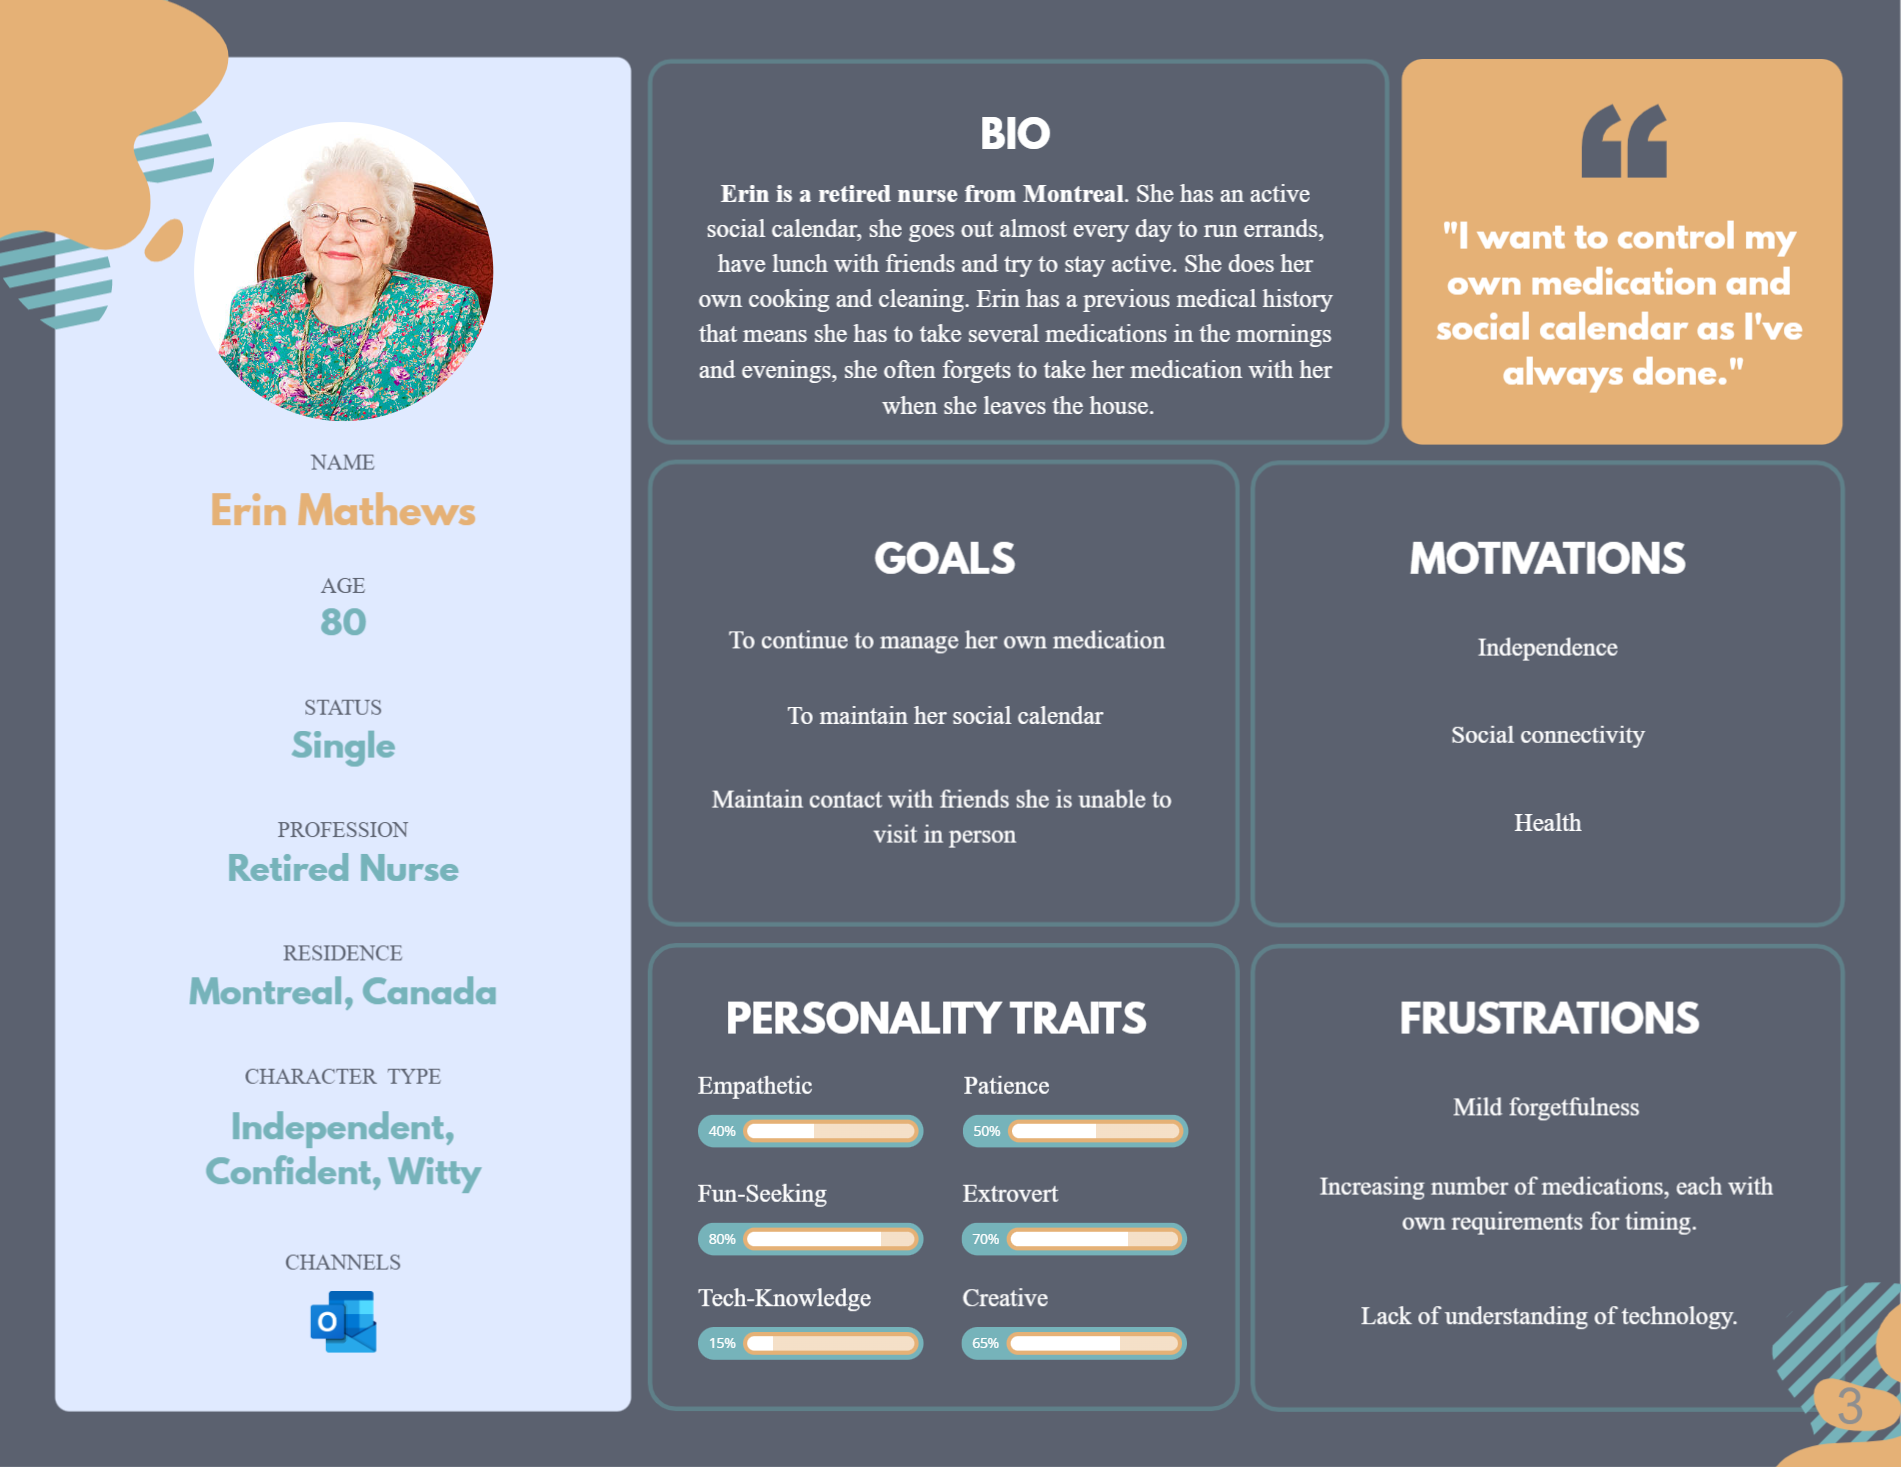 NAME
Erin Mathews
AGE
80
STATUS
Single
PROFESSION
Retired Nurse
RESIDENCE
Montreal, Canada
CHARACTER TYPE
Independent,
Confident, Witty
CHANNELS
O
BIO
Erin is a retired nurse from Montreal. She has an active
social calendar, she goes out almost every day to run errands,
have lunch with friends and try to stay active. She does her
own cooking and cleaning. Erin has a previous medical history
that means she has to take several medications in the mornings
and evenings, she often forgets to take her medication with her
when she leaves the house.
"I want to control my
own medication and
social calendar as I've
always done."
GOALS
To continue to manage her own medication
To maintain her social calendar
Maintain contact with friends she is unable to
visit in person
MOTIVATIONS
Independence
Social connectivity
Health
PERSONALITY TRAITS
Empathetic
40%
Patience
50%
Fun-Seeking
80%
Extrovert
70%
Tech-Knowledge
15%
Creative
65%
FRUSTRATIONS
Mild forgetfulness
Increasing number of medications, each with
own requirements for timing.
Lack of understanding of technology.
3